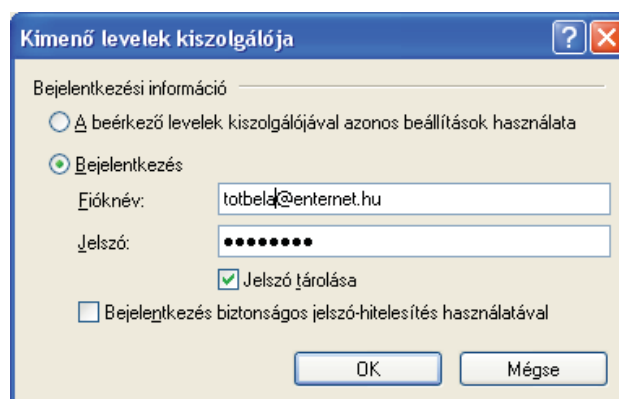 Kimenő levelek kiszolgálója
Bejelentkezési információ
A beérkező levelek kiszolgálójával azonos beállítások használata
Bejelentkezés
Fióknév: totbela@enternet.hu
Jelszó: ●●●●●●●●
Jelszó tárolása
Bejelentkezés biztonságos jelszó-hitelesítés használatával
OK Mégse